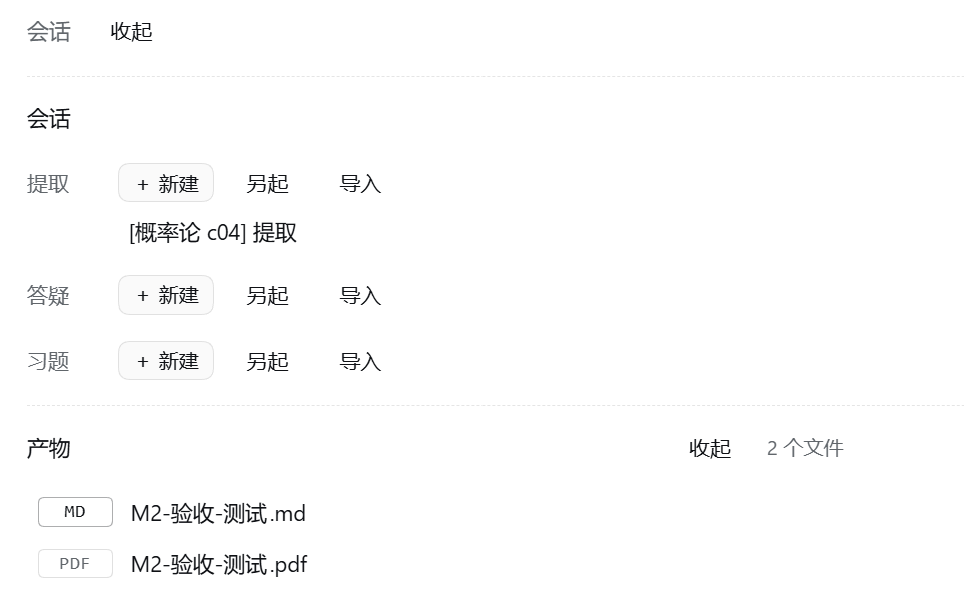 会话 收起
会话
提取 + 新建 另起 导入
[概率论 c04] 提取
答疑 + 新建 另起 导入
习题 + 新建 另起 导入
产物 收起 2 个文件
MD M2-验收-测试.md
PDF M2-验收-测试.pdf